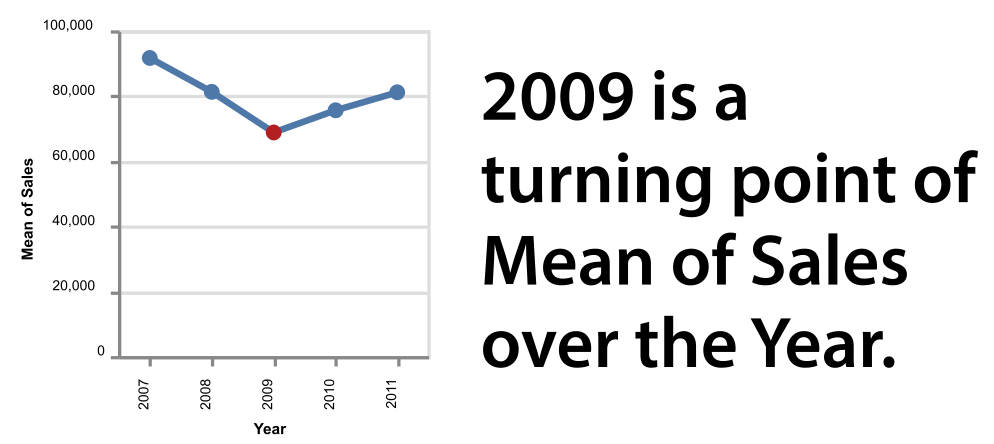 100,000
80,000
60,000
40,000
20,000
0
Mean of Sales
2007
2008
2009
2010
2011
Year
2009 is a
turning point of
Mean of Sales
over the Year.